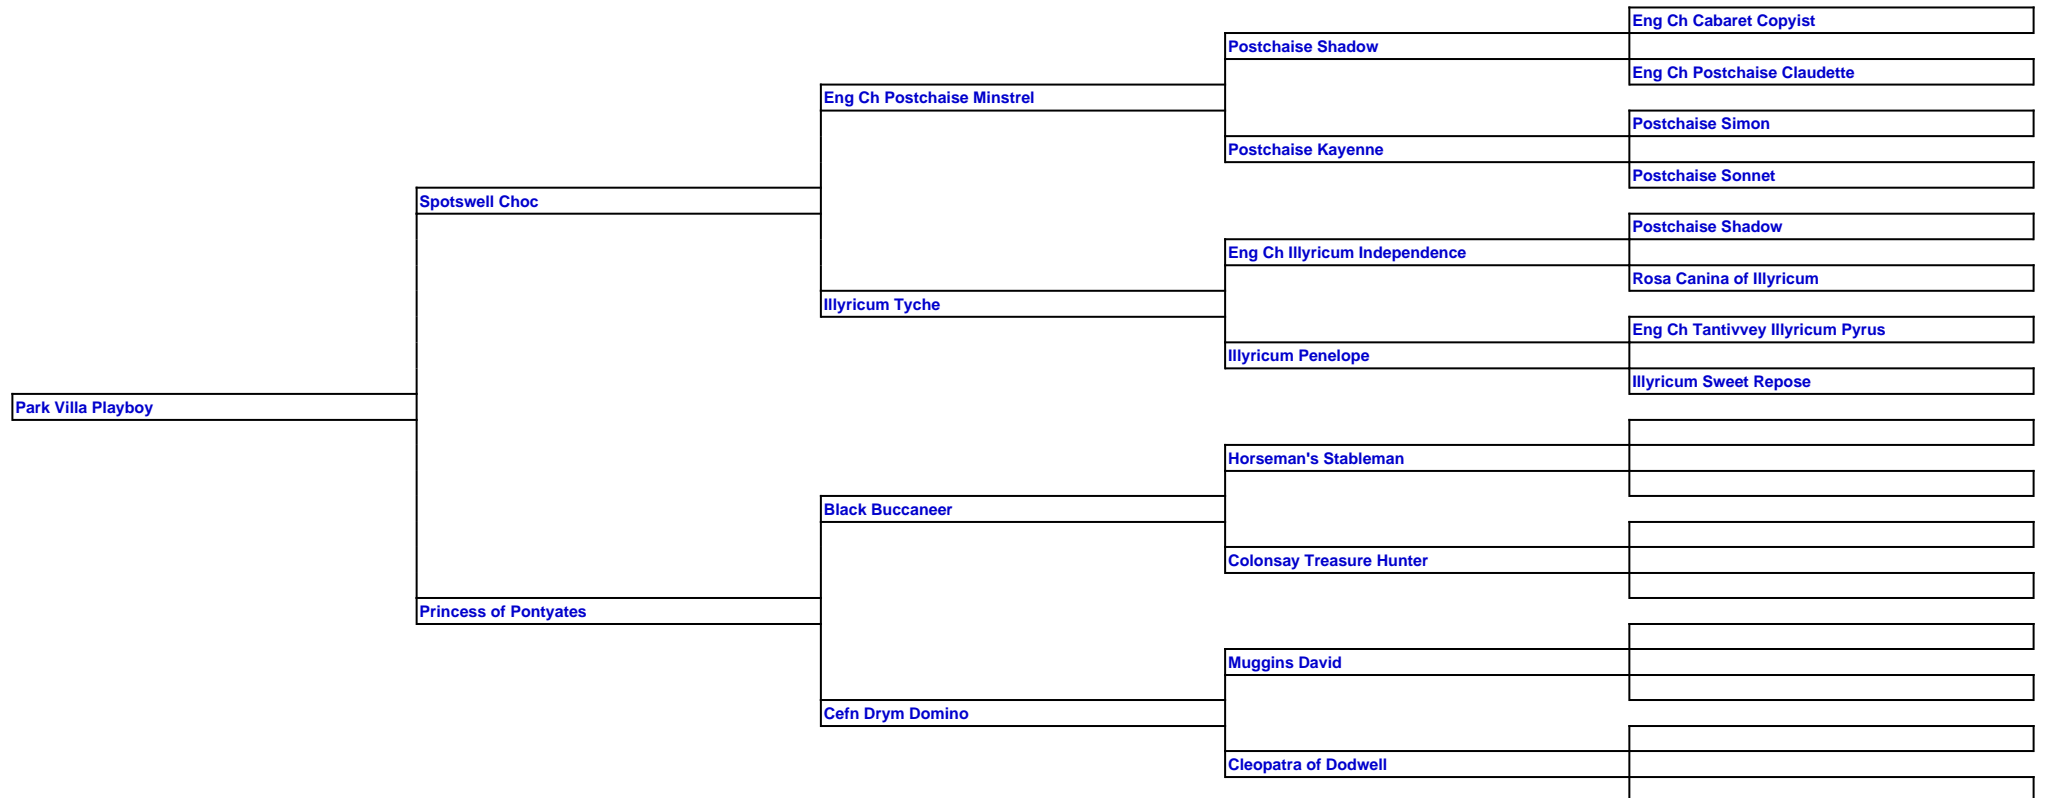 Eng Ch Cabaret Copyist
Postchaise Shadow
Eng Ch Postchaise Claudette
Eng Ch Postchaise Minstrel
Postchaise Simon
Postchaise Kayenne
Postchaise Sonnet
Spotswell Choc
Postchaise Shadow
Eng Ch Illyricum Independence
Rosa Canina of Illyricum
Illyricum Tyche
Eng Ch Tantivvey Illyricum Pyrus
Illyricum Penelope
Illyricum Sweet Repose
Park Villa Playboy
Horseman's Stableman
Black Buccaneer
Colonsay Treasure Hunter
Princess of Pontyates
Muggins David
Cefn Drym Domino
Cleopatra of Dodwell